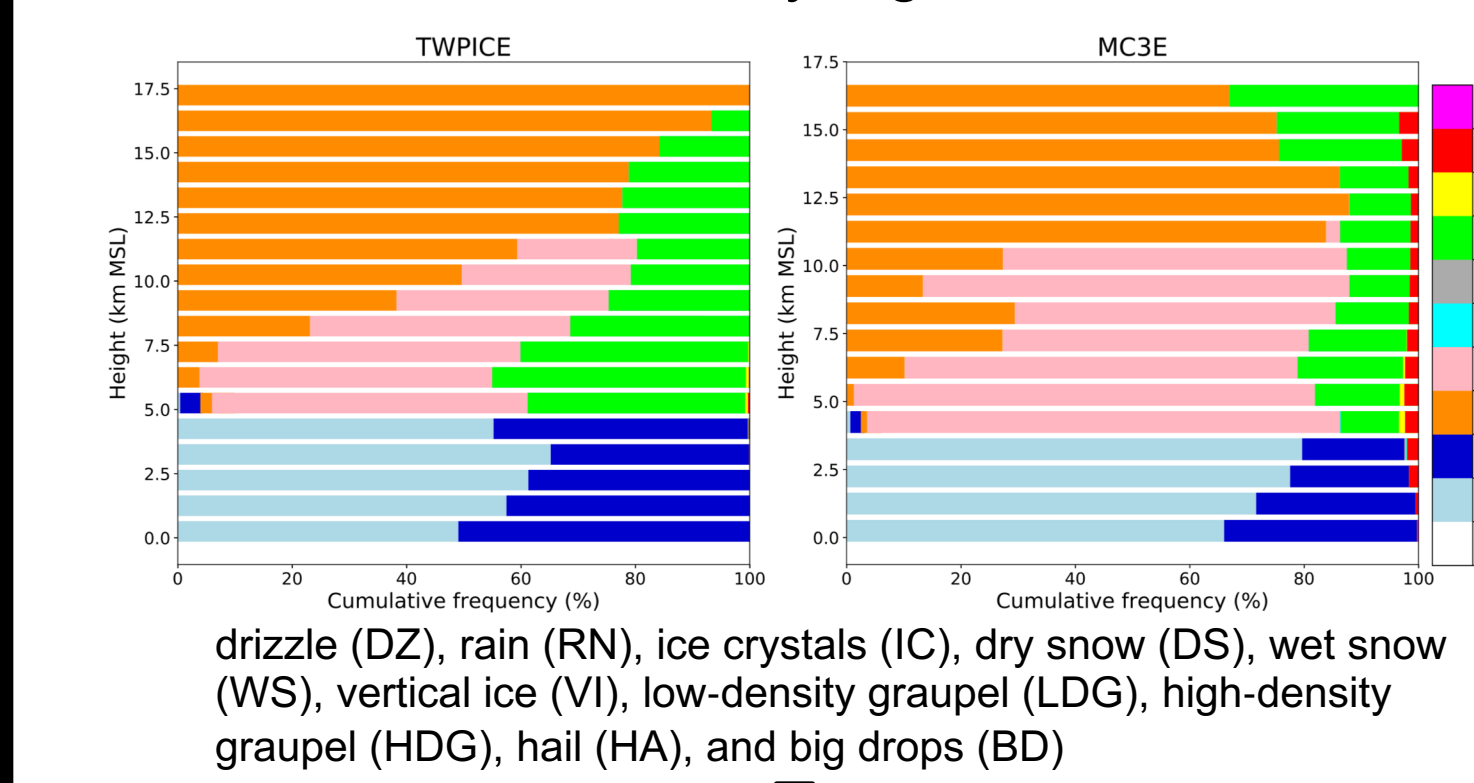 TWPICE
MC3E
17.5
15.0
12.5
10.0
7.5
5.0
2.5
0.0
Height (km MSL)
0 20 40 60 80 100
Cumulative frequency (%)
17.5
15.0
12.5
10.0
7.5
5.0
2.5
0.0
Height (km MSL)
0 20 40 60 80 100
Cumulative frequency (%)
drizzle (DZ), rain (RN), ice crystals (IC), dry snow (DS), wet snow
(WS), vertical ice (VI), low-density graupel (LDG), high-density
graupel (HDG), hail (HA), and big drops (BD)